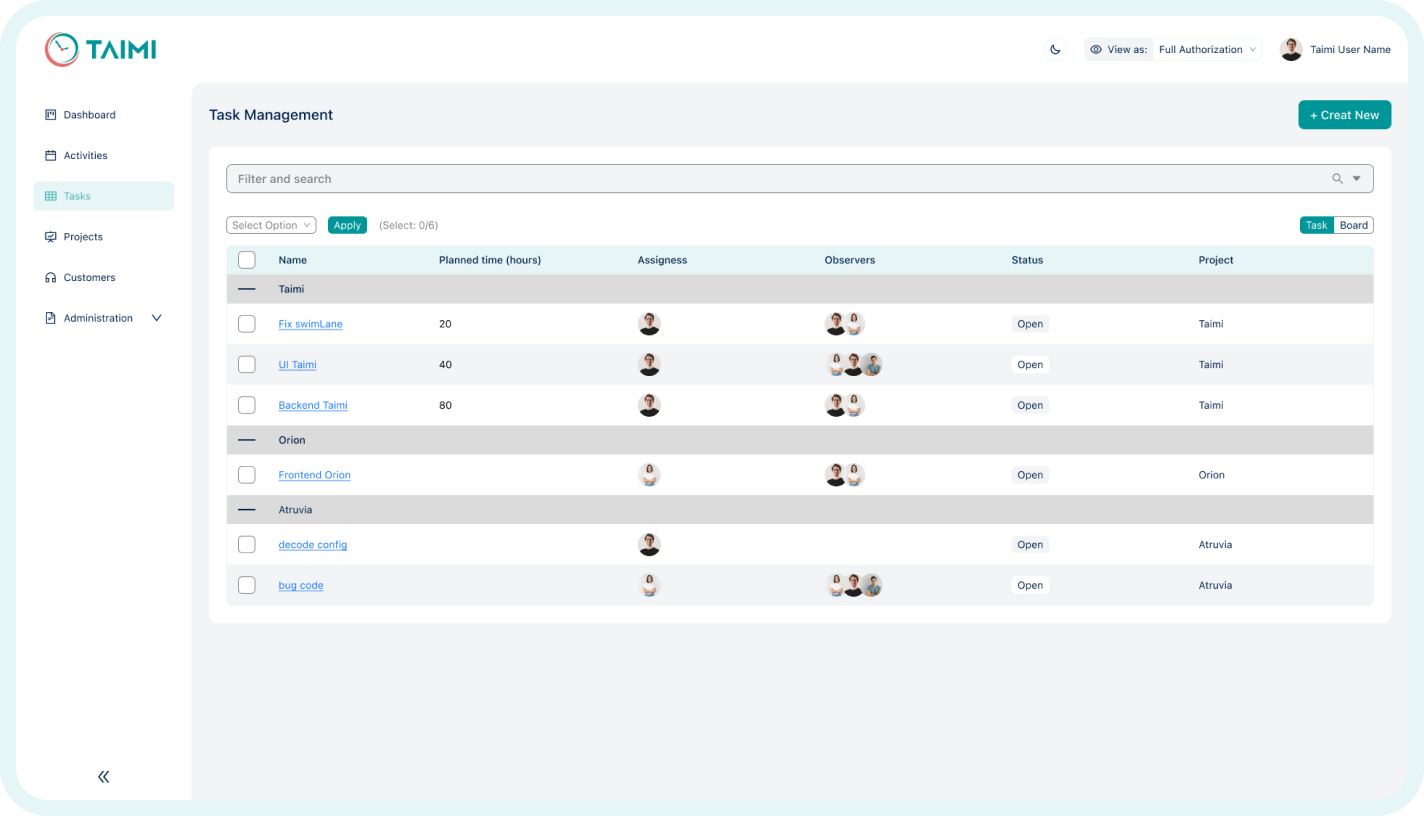 TAIMI
View as: Full Authorization
Taimi User Name
Dashboard
Activities
Tasks
Projects
Customers
Administration
Task Management
+ Creat New
Filter and search
Select Option Apply (Select: 0/6) Task Board
Name Planned time (hours) Assigness Observers Status Project
Taimi
Fix swimLane 20 Open Taimi
UI Taimi 40 Open Taimi
Backend Taimi 80 Open Taimi
Orion
Frontend Orion Open Orion
Atruvia
decode config Open Atruvia
bug code Open Atruvia